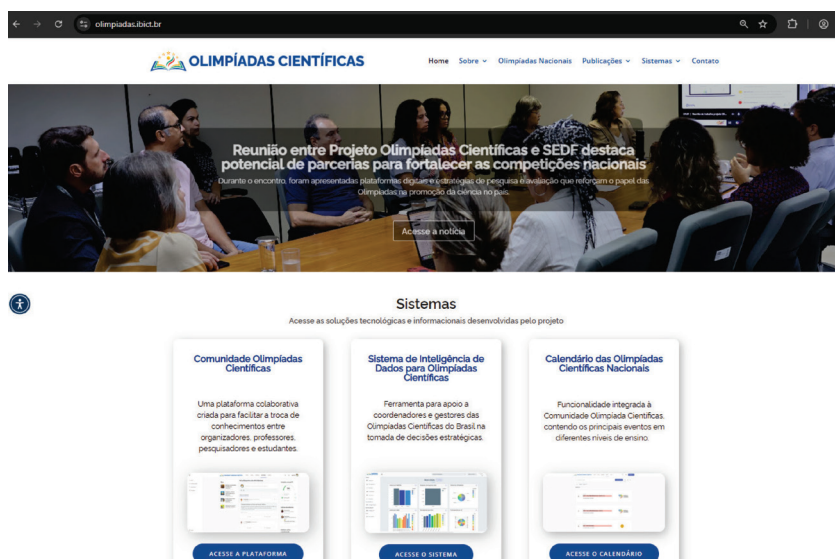 olimpiadas.ibict.br
OLIMPÍADAS CIENTÍFICAS
Home Sobre Olimpíadas Nacionais Publicações Sistemas Contato
Reunião entre Projeto Olimpíadas Científicas e SEDF destaca
potencial de parcerias para fortalecer as competições nacionais
Durante o encontro, foram apresentadas plataformas digitais e estratégias de pesquisa e avaliação que reforçam o papel das
Olimpíadas na promoção da ciência no país.
Acesse a notícia
Sistemas
Acesse as soluções tecnológicas e informacionais desenvolvidas pelo projeto
Comunidade Olimpíadas
Científicas
Uma plataforma colaborativa
criada para facilitar a troca de
conhecimentos entre
organizadores, professores,
pesquisadores e estudantes.
ACESSE A PLATAFORMA
Sistema de Inteligência de
Dados para Olimpíadas
Científicas
Ferramenta para apoio a
coordenadores e gestores das
Olimpíadas Científicas do Brasil na
tomada de decisões estratégicas.
ACESSE O SISTEMA
Calendário das Olimpíadas
Científicas Nacionais
Funcionalidade integrada à
Comunidade Olimpíada Científicas,
contendo os principais eventos em
diferentes níveis de ensino.
ACESSE O CALENDÁRIO